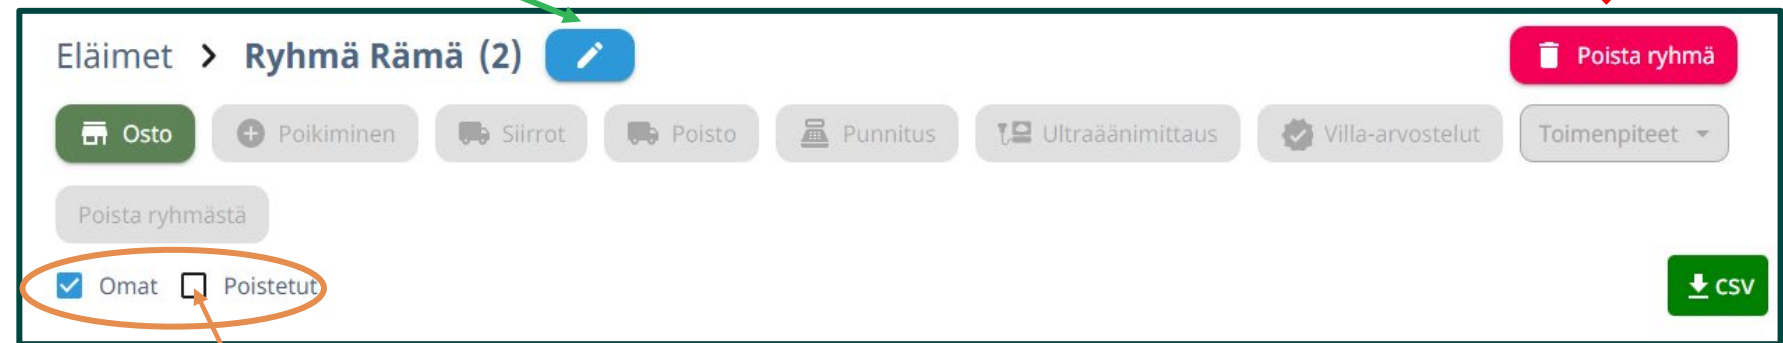 Eläimet > Ryhmä Rämä (2)
Poista ryhmä
Osto Poikiminen Siirrot Poisto Punnitus Ultraäänimittaus Villa-arvostelut Toimenpiteet
Poista ryhmästä
Omat Poistetut
CSV